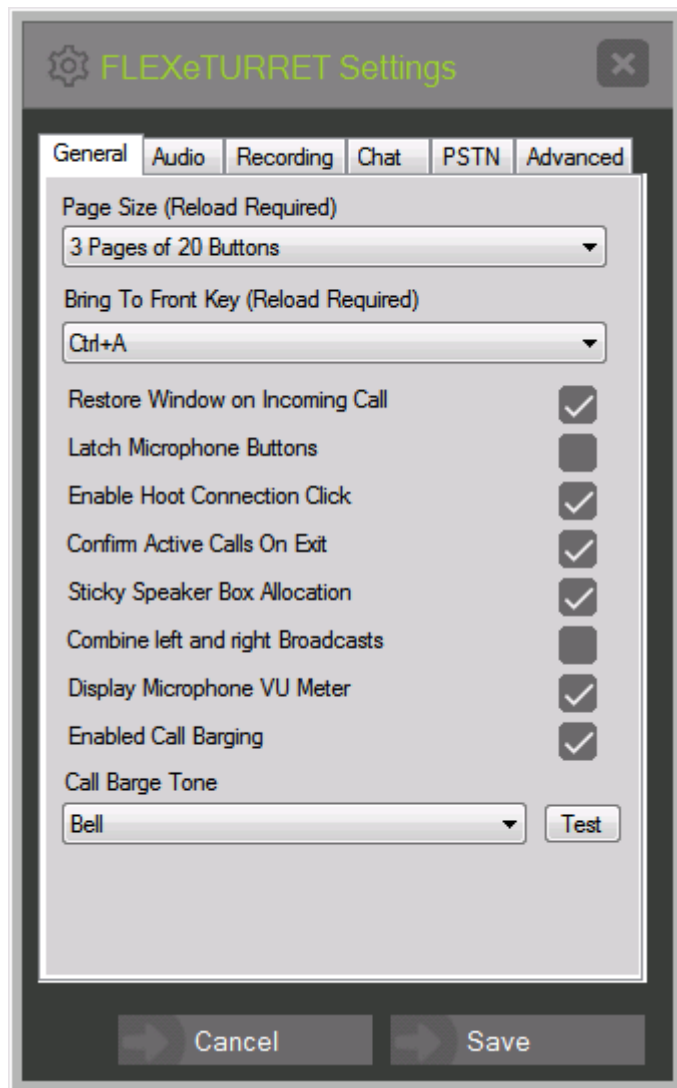 FLEXeTURRET Settings
General Audio Recording Chat PSTN Advanced
Page Size (Reload Required)
3 Pages of 20 Buttons
Bring To Front Key (Reload Required)
Ctrl+A
Restore Window on Incoming Call
Latch Microphone Buttons
Enable Hoot Connection Click
Confirm Active Calls On Exit
Sticky Speaker Box Allocation
Combine left and right Broadcasts
Display Microphone VU Meter
Enabled Call Barging
Call Barge Tone
Bell Test
Cancel Save